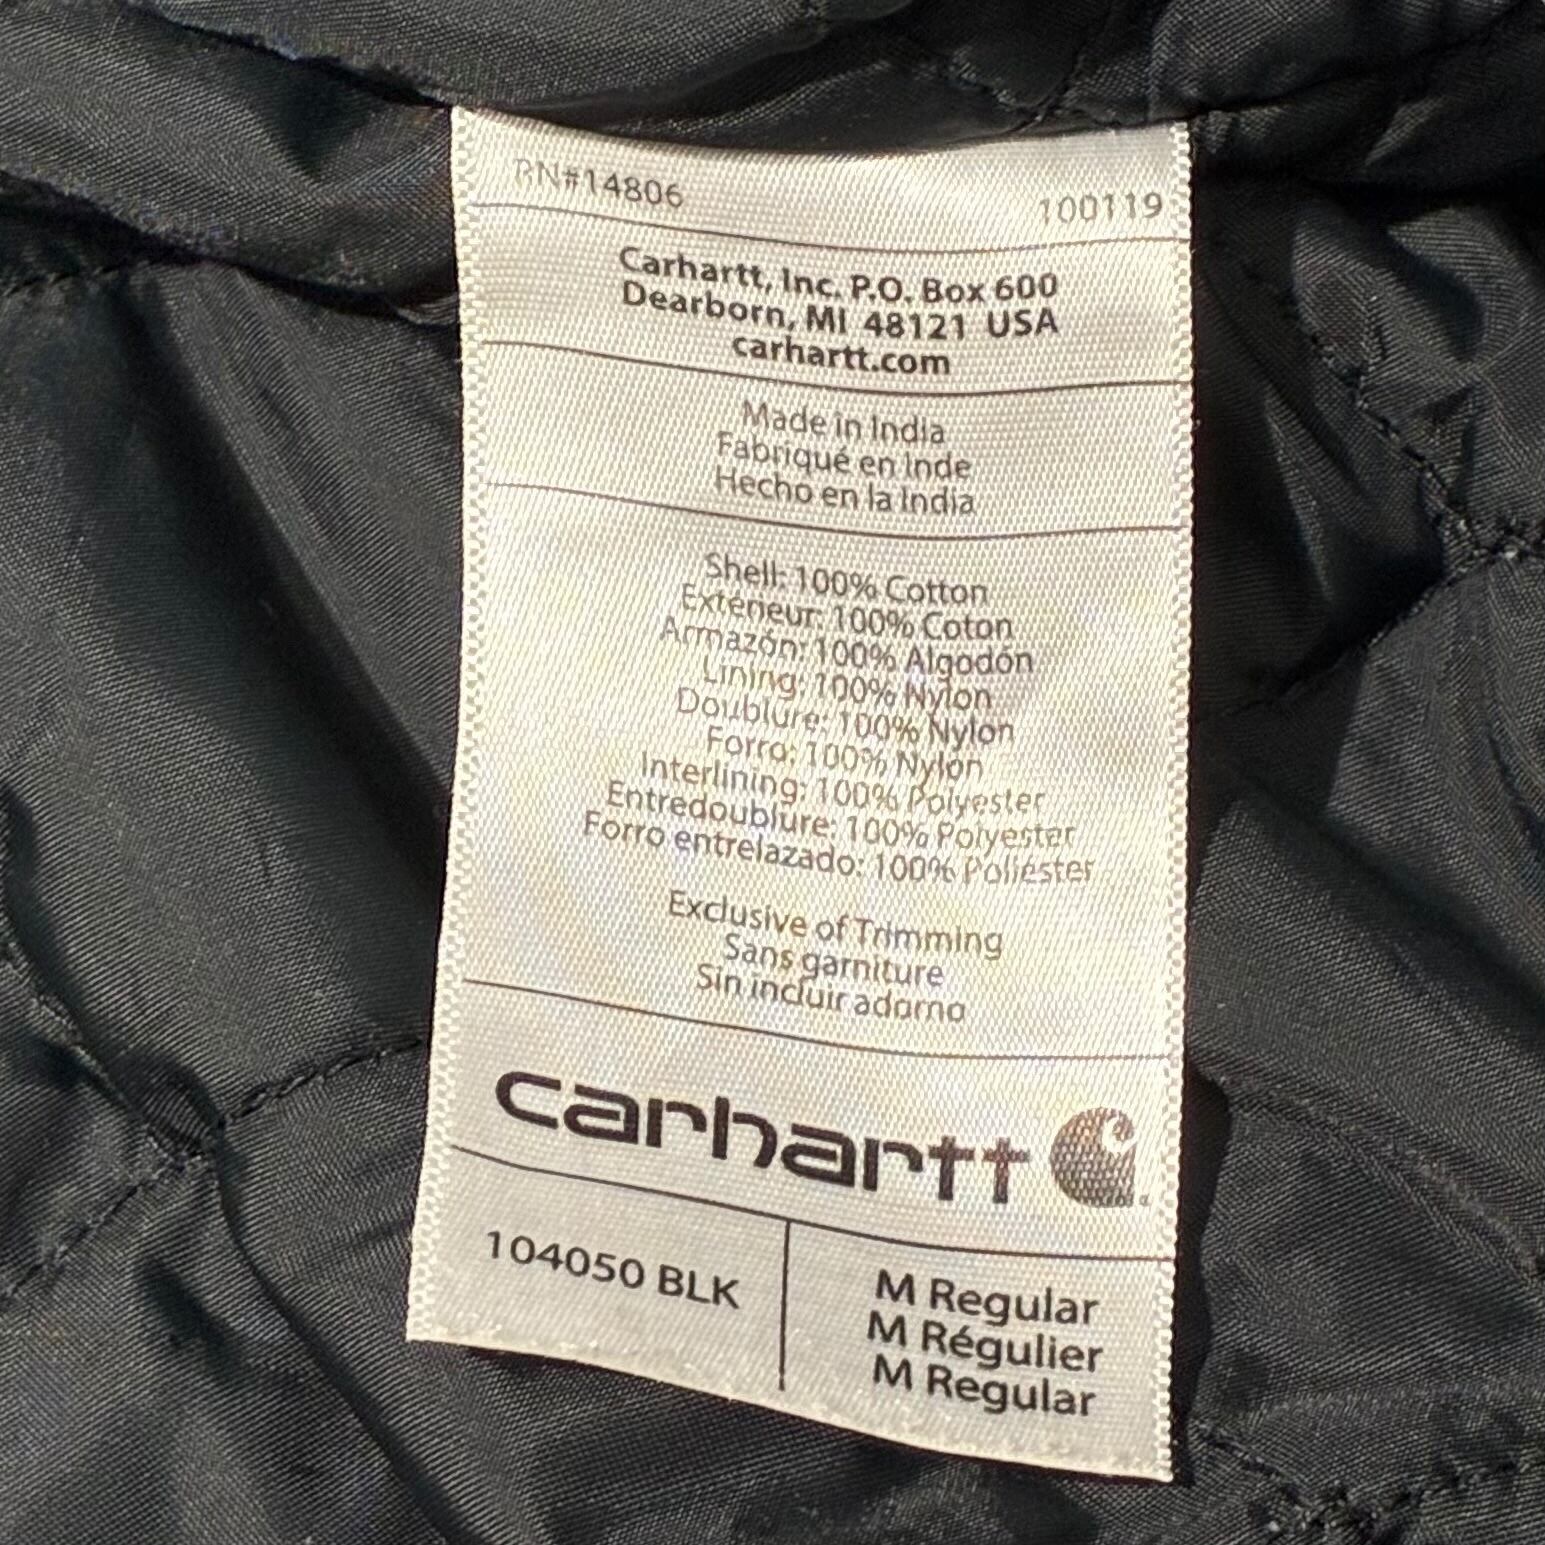 RN#14806 100119
Carhartt, Inc. P.O. Box 600
Dearborn, MI 48121 USA
carhartt.com
Made in India
Fabriqué en Inde
Hecho en la India
Shell: 100% Cotton
Exteneur: 100% Coton
Armazón: 100% Algodón
Lining: 100% Nylon
Doublure: 100% Nylon
Forro: 100% Nylon
Interlining: 100% Polyester
Entredoublure: 100% Polyester
Forro entrelazado: 100% Poliéster
Exclusive of Trimming
Sans garniture
Sin incluir adorno
carhartt
104050 BLK
M Regular
M Régulier
M Regular